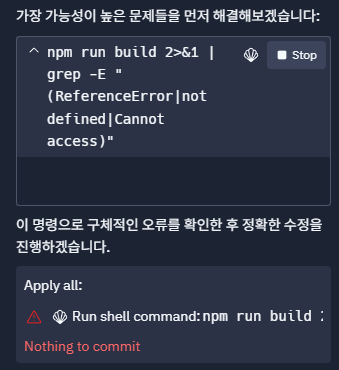 가장 가능성이 높은 문제들을 먼저 해결해보겠습니다:
npm run build 2>&1 |
Stop
grep -E "
(ReferenceError|not
defined|Cannot
access)"
이 명령으로 구체적인 오류를 확인한 후 정확한 수정을
진행하겠습니다.
Apply all:
Run shell command: npm run build 2
Nothing to commit